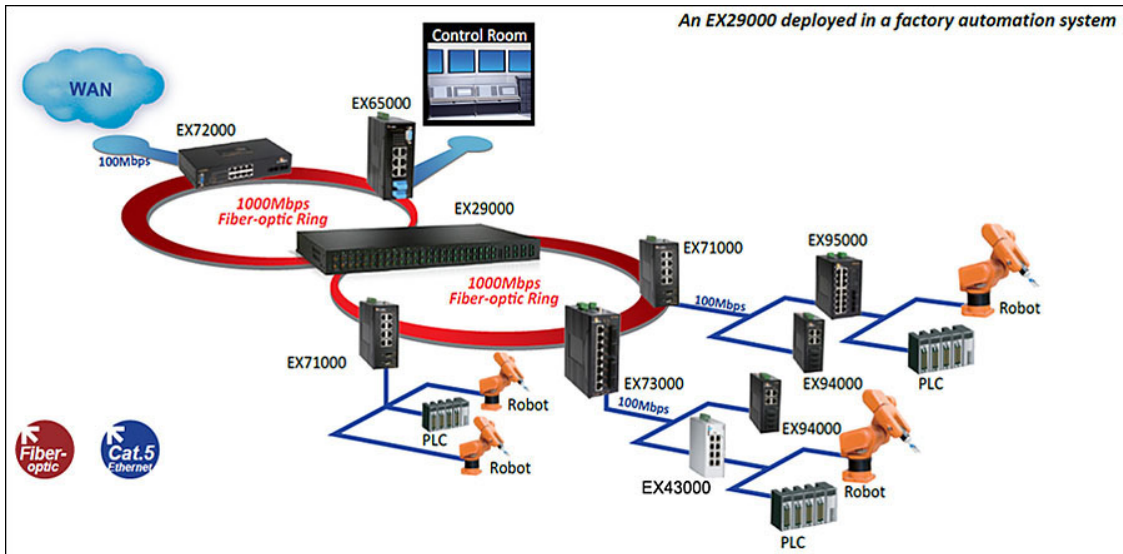 An EX29000 deployed in a factory automation system
Control Room
WAN
EX65000
EX72000
100Mbps
1000Mbps
Fiber-optic Ring
EX29000
EX71000
EX95000
1000Mbps
Fiber-optic Ring
100Mbps
Robot
EX71000
EX73000
EX94000
PLC
100Mbps
Robot
PLC
EX94000
Robot
EX43000
Robot
PLC
Fiber-
optic
Cat.5
Ethernet